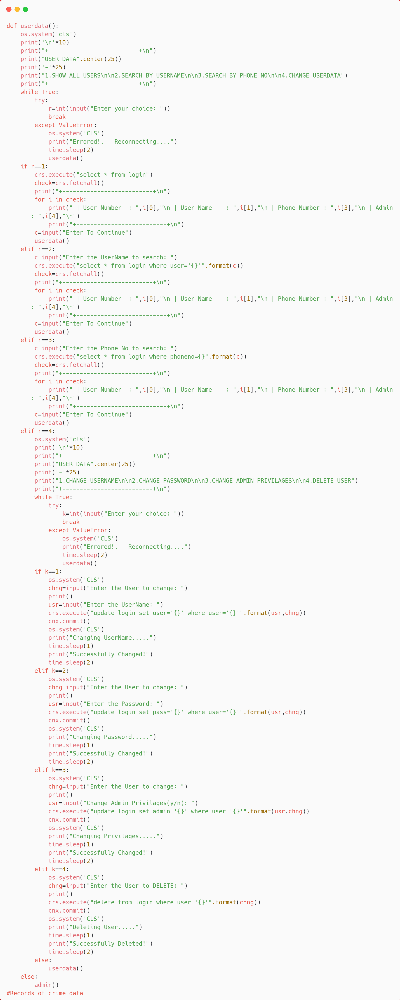 def userdata():
    os.system('cls')
    print('\n'*10)
    print("+--------------------------+\n")
    print("USER DATA".center(25))
    print('-'*25)
    print("1.SHOW ALL USERS\n\n2.SEARCH BY USERNAME\n\n3.SEARCH BY PHONE NO\n\n4.CHANGE USERDATA")
    print("+--------------------------+\n")
    while True:
        try:
            r=int(input("Enter your choice: "))
            break
        except ValueError:
            os.system('CLS')
            print("Errored!.   Reconnecting....")
            time.sleep(2)
            userdata()
    if r==1:
        crs.execute("select * from login")
        check=crs.fetchall()
        print("+--------------------------+\n")
        for i in check:
            print(" | User Number  : ",i[0],"\n | User Name    : ",i[1],"\n | Phone Number : ",i[3],"\n | Admin
       : ",i[4],"\n")
            print("+--------------------------+\n")
        c=input("Enter To Continue")
        userdata()
    elif r==2:
        c=input("Enter the UserName to search: ")
        crs.execute("select * from login where user='{}'".format(c))
        check=crs.fetchall()
        print("+--------------------------+\n")
        for i in check:
            print(" | User Number  : ",i[0],"\n | User Name    : ",i[1],"\n | Phone Number : ",i[3],"\n | Admin
       : ",i[4],"\n")
            print("+--------------------------+\n")
        c=input("Enter To Continue")
        userdata()
    elif r==3:
        c=input("Enter the Phone No to search: ")
        crs.execute("select * from login where phoneno={}".format(c))
        check=crs.fetchall()
        print("+--------------------------+\n")
        for i in check:
            print(" | User Number  : ",i[0],"\n | User Name    : ",i[1],"\n | Phone Number : ",i[3],"\n | Admin
       : ",i[4],"\n")
            print("+--------------------------+\n")
        c=input("Enter To Continue")
        userdata()
    elif r==4:
        os.system('cls')
        print('\n'*10)
        print("+--------------------------+\n")
        print("USER DATA".center(25))
        print('-'*25)
        print("1.CHANGE USERNAME\n\n2.CHANGE PASSWORD\n\n3.CHANGE ADMIN PRIVILAGES\n\n4.DELETE USER")
        print("+--------------------------+\n")
        while True:
            try:
                k=int(input("Enter your choice: "))
                break
            except ValueError:
                os.system('CLS')
                print("Errored!.   Reconnecting....")
                time.sleep(2)
                userdata()
        if k==1:
            os.system('CLS')
            chng=input("Enter the User to change: ")
            print()
            usr=input("Enter the UserName: ")
            crs.execute("update login set user='{}' where user='{}'".format(usr,chng))
            cnx.commit()
            os.system('CLS')
            print("Changing UserName.....")
            time.sleep(1)
            print("Successfully Changed!")
            time.sleep(2)
        elif k==2:
            os.system('CLS')
            chng=input("Enter the User to change: ")
            print()
            usr=input("Enter the Password: ")
            crs.execute("update login set pass='{}' where user='{}'".format(usr,chng))
            cnx.commit()
            os.system('CLS')
            print("Changing Password.....")
            time.sleep(1)
            print("Successfully Changed!")
            time.sleep(2)
        elif k==3:
            os.system('CLS')
            chng=input("Enter the User to change: ")
            print()
            usr=input("Change Admin Privilages(y/n): ")
            crs.execute("update login set admin='{}' where user='{}'".format(usr,chng))
            cnx.commit()
            os.system('CLS')
            print("Changing Privilages.....")
            time.sleep(1)
            print("Successfully Changed!")
            time.sleep(2)
        elif k==4:
            os.system('CLS')
            chng=input("Enter the User to DELETE: ")
            print()
            crs.execute("delete from login where user='{}'".format(chng))
            cnx.commit()
            os.system('CLS')
            print("Deleting User.....")
            time.sleep(1)
            print("Successfully Deleted!")
            time.sleep(2)
        else:
            userdata()
    else:
        admin()
#Records of crime data